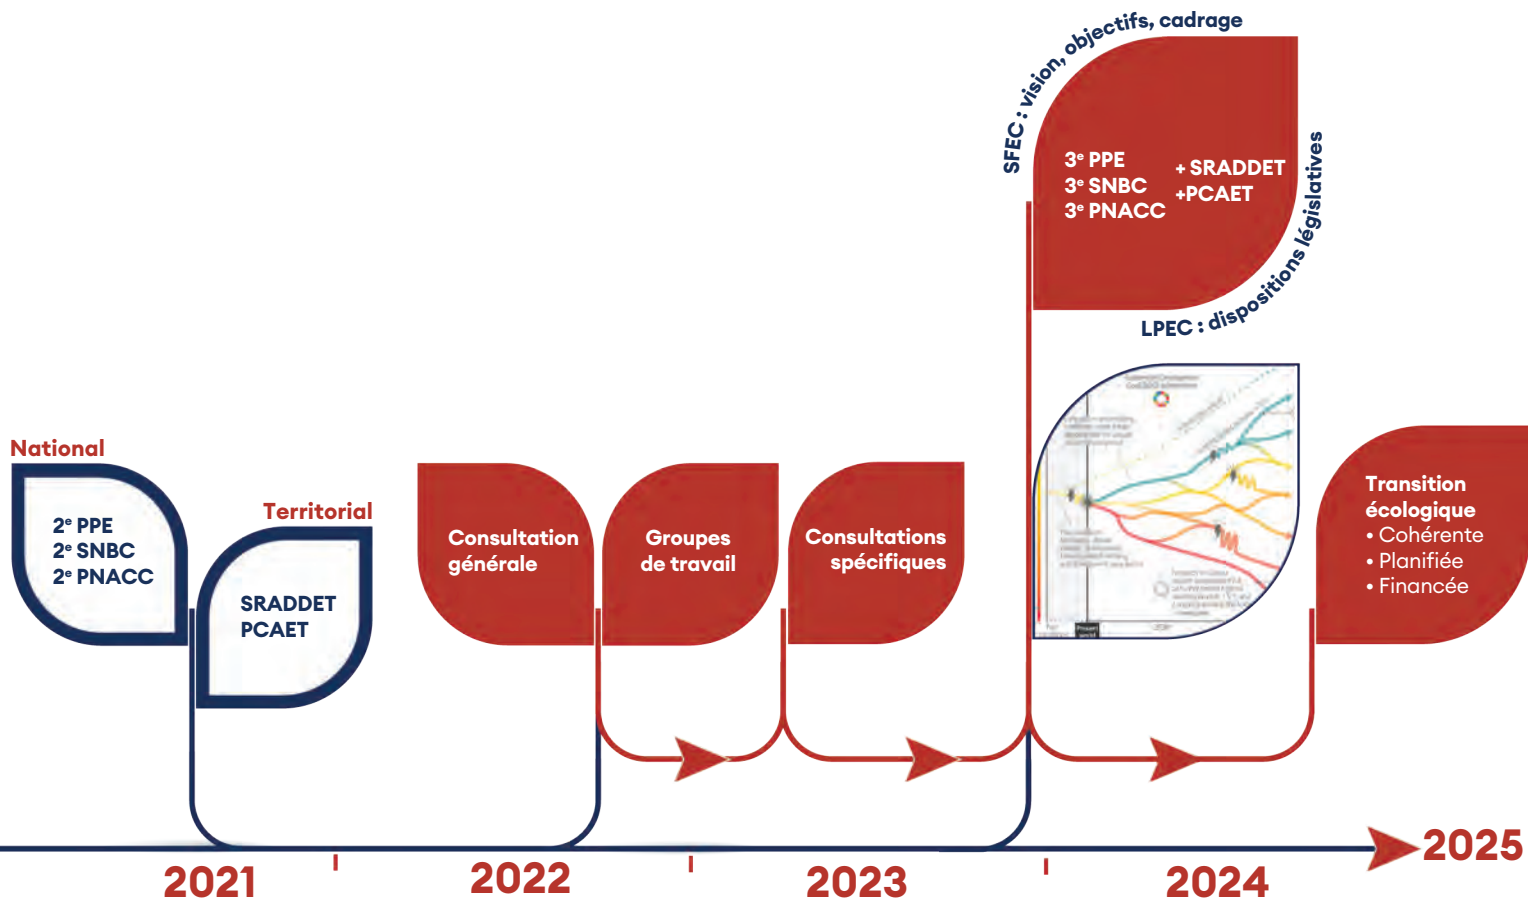 SFEC : vision, objectifs, cadrage
3e PPE
3e SNBC
3e PNACC
+ SRADDET
+PCAET
LPEC : dispositions législatives
National
2e PPE
2e SNBC
2e PNACC
Territorial
SRADDET
PCAET
Consultation
générale
Groupes
de travail
Consultations
spécifiques
Transition
écologique
• Cohérente
• Planifiée
• Financée
2021
2022
2023
2024
2025